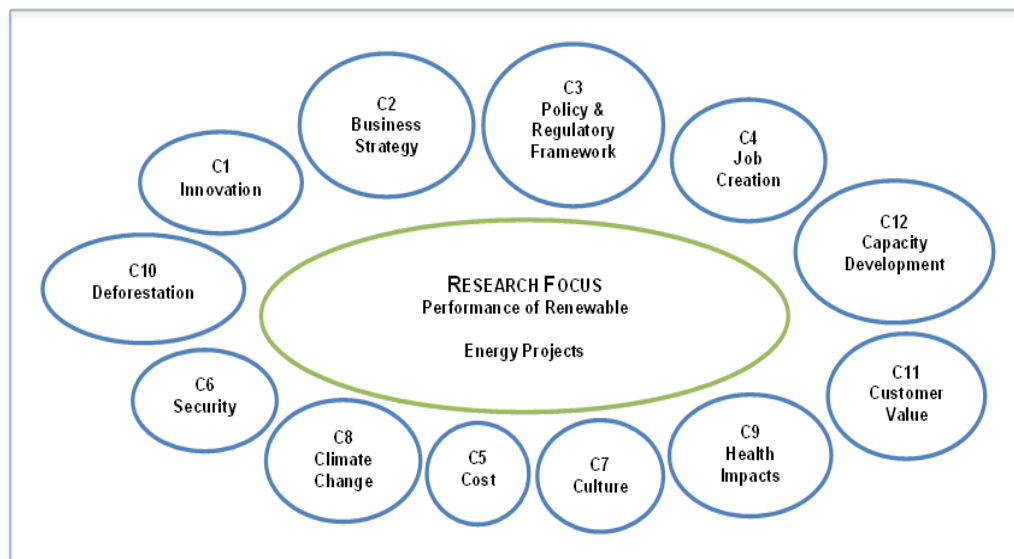 C3
Policy &
Regulatory
Framework
C2
Business
Strategy
C4
Job
Creation
C1
Innovation
C12
Capacity
Development
C10
Deforestation
RESEARCH FOCUS
Performance of Renewable
Energy Projects
C11
Customer
Value
C6
Security
C9
Health
Impacts
C8
Climate
Change
C5
Cost
C7
Culture